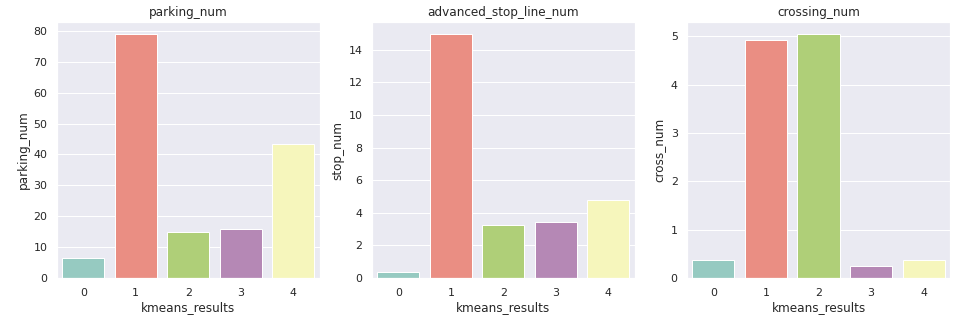 parking_num
parking_num
80
70
60
50
40
30
20
10
0
0 1 2 3 4
kmeans_results
advanced_stop_line_num
stop_num
14
12
10
8
6
4
2
0
0 1 2 3 4
kmeans_results
crossing_num
cross_num
5
4
3
2
1
0
0 1 2 3 4
kmeans_results